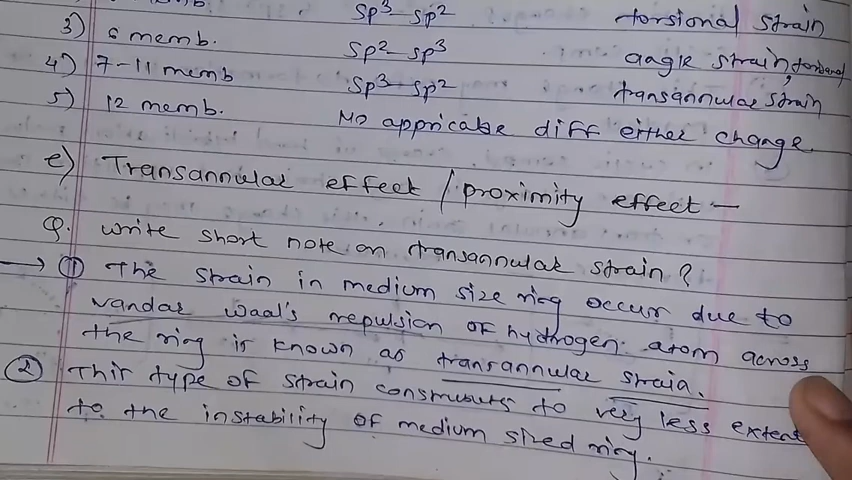 Sp³-Sp² torsional strain
3) 6 memb. Sp²-Sp³ angle strain,
4) 7-11 memb Sp³-Sp² transannular strain
5) 12 memb. No appricable diff either change.
e) Transannular effect / proximity effect —
Q. Write short note on transannular strain?
→ ① The strain in medium size ring occur due to
Vandar Waal's repulsion of hydrogen atom across
the ring is known as transannular strain.
② This type of strain to very less extent
to the instability of medium sized ring.